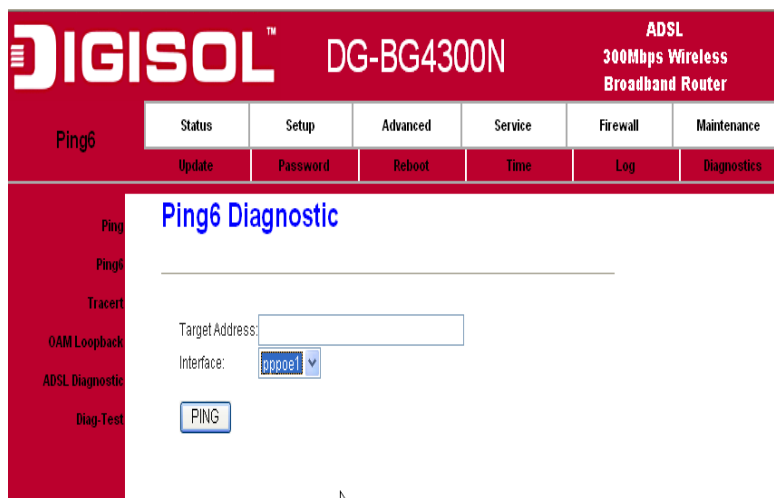 DIGISOL™
DG-BG4300N
ADSL
300Mbps Wireless
Broadband Router
Ping6
Status Setup Advanced Service Firewall Maintenance
Update Password Reboot Time Log Diagnostics
Ping
Ping6
Tracert
OAM Loopback
ADSL Diagnostic
Diag-Test
Ping6 Diagnostic
Target Address:
Interface: pppoe1
PING